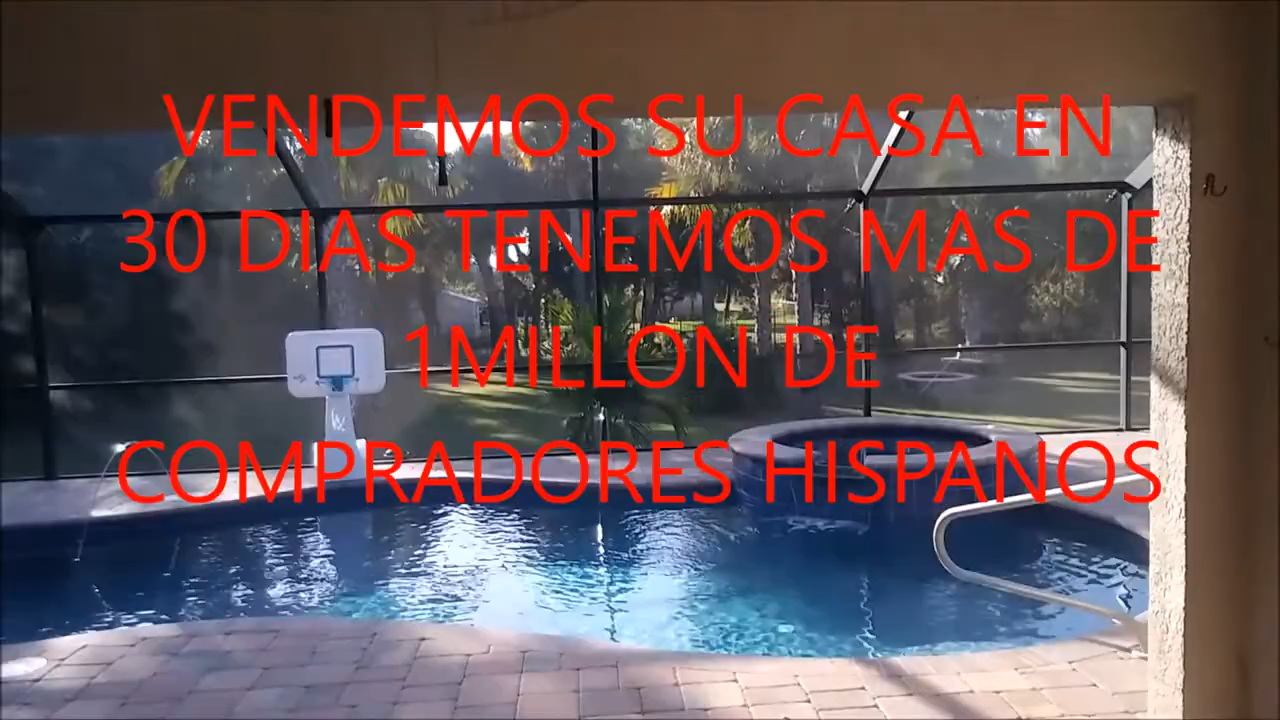 VENDEMOS SU CASA EN
30 DIAS TENEMOS MAS DE
1MILLON DE
COMPRADORES HISPANOS